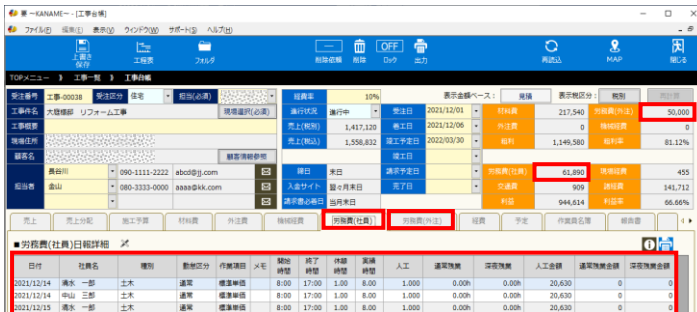 要 ~KANAME~ - [工事台帳]
ファイル(F) 編集(E) 表示(V) ウィンドウ(W) サポート(S) ヘルプ(H)
上書き保存 工程表 フォルダ 削除依頼 削除 OFF ロック 出力 再読込 MAP 閉じる
TOPメニュー 》 工事一覧 》 工事台帳
受注番号 工事-00038 受注区分 住宅 担当(必須) 経費率 10% 表示金額ベース: 見積 表示税区分: 税別 再計算
工事件名 大規模邸 リフォーム工事 現場選択(必須) 進行状況 進行中 受注日 2021/12/01 材料費 217,540 労務費(外注) 50,000
工事概要 売上(税別) 1,417,120 着工日 2021/12/06 外注費 0 機械経費 0
現場住所 売上(税込) 1,558,832 竣工予定日 2022/03/30 粗利 1,149,580 粗利率 81.12%
顧客名 顧客情報参照 竣工日
担当者 長谷川 090-1111-2222 abcd@jj.com 締日 末日 請求予定日 労務費(社員) 61,890 現場経費 455
金山 080-3333-0000 aaaa@kk.com 入金サイト 翌々月末日 完了日 交通費 909 諸経費 141,712
請求書必着日 当月末日 利益 944,614 利益率 66.66%
売上 売上分配 施工予算 材料費 外注費 機械経費 労務費(社員) 労務費(外注) 経費 予定 作業員名簿 報告書
■労務費(社員)日報詳細
日付 社員名 種別 勤怠区分 作業項目 メモ 開始時間 終了時間 休憩時間 実績時間 人工 通常残業 深夜残業 人工金額 通常残業金額 深夜残業金額
2021/12/14 清水 一郎 土木 通常 標準単価 8:00 17:00 1.00 8.00 1.000 0.00h 0.00h 20,630 0 0
2021/12/14 中山 三郎 土木 通常 標準単価 8:00 17:00 1.00 8.00 1.000 0.00h 0.00h 20,630 0 0
2021/12/15 清水 一郎 土木 通常 標準単価 8:00 17:00 1.00 8.00 1.000 0.00h 0.00h 20,630 0 0